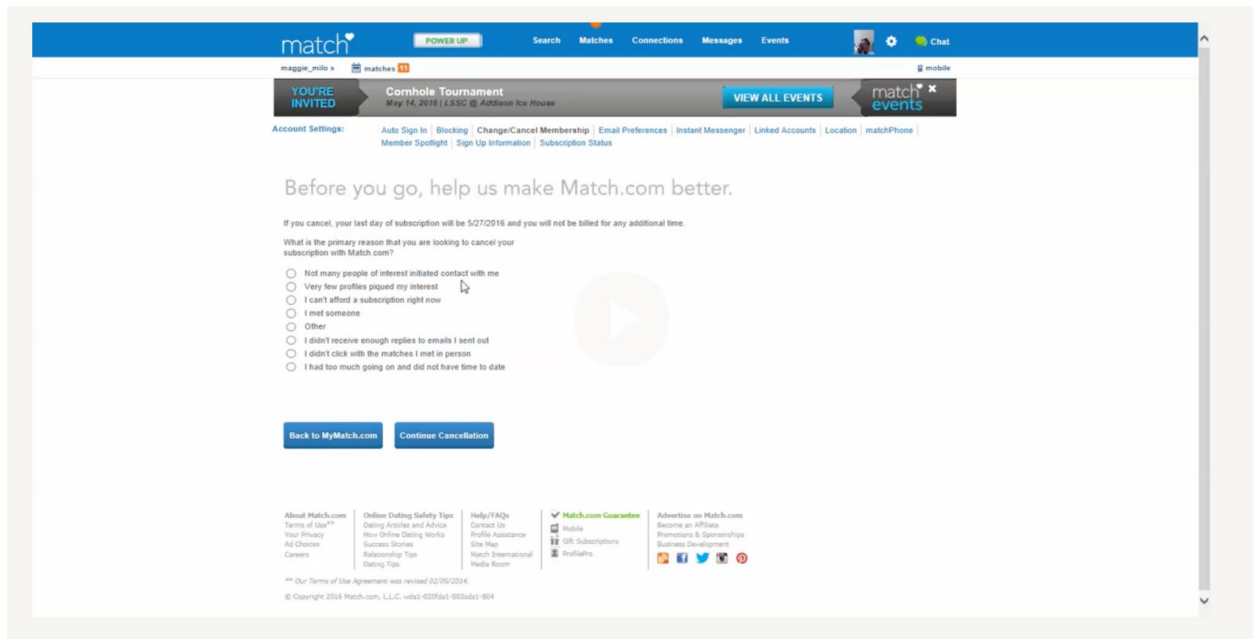 match
POWER UP
Search Matches Connections Messages Events
Chat
maggie_milo »
matches 11
mobile
YOU'RE
INVITED
Cornhole Tournament
May 14, 2016 | LSSC @ Addison Ice House
VIEW ALL EVENTS
match
events
Account Settings:
Auto Sign In | Blocking | Change/Cancel Membership | Email Preferences | Instant Messenger | Linked Accounts | Location | matchPhone |
Member Spotlight | Sign Up Information | Subscription Status
Before you go, help us make Match.com better.
If you cancel, your last day of subscription will be 5/27/2016 and you will not be billed for any additional time.
What is the primary reason that you are looking to cancel your
subscription with Match.com?
Not many people of interest initiated contact with me
Very few profiles piqued my interest
I can't afford a subscription right now
I met someone
Other
I didn't receive enough replies to emails I sent out
I didn't click with the matches I met in person
I had too much going on and did not have time to date
Back to MyMatch.com
Continue Cancellation
About Match.com
Terms of Use**
Your Privacy
Ad Choices
Careers
Online Dating Safety Tips
Dating Articles and Advice
How Online Dating Works
Success Stories
Relationship Tips
Dating Tips
Help/FAQs
Contact Us
Profile Assistance
Site Map
Match International
Media Room
Match.com Guarantee
Mobile
Gift Subscriptions
ProfilePro
Advertise on Match.com
Become an Affiliate
Promotions & Sponsorships
Business Development
** Our Terms of Use Agreement was revised 02/05/2014.
© Copyright 2016 Match.com, L.L.C.